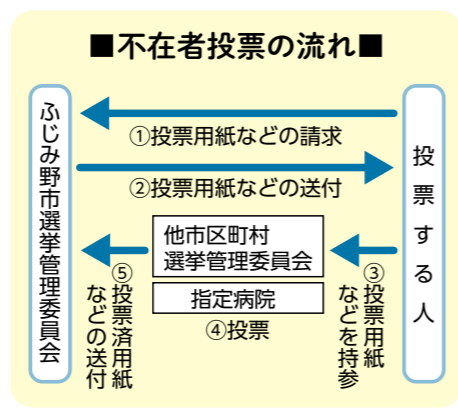 ■不在者投票の流れ■
ふじみ野市選挙管理委員会
投票する人
①投票用紙などの請求
②投票用紙などの送付
他市区町村
選挙管理委員会
指定病院
④投票
③投票用紙
などを持参
⑤投票済用紙
などの送付